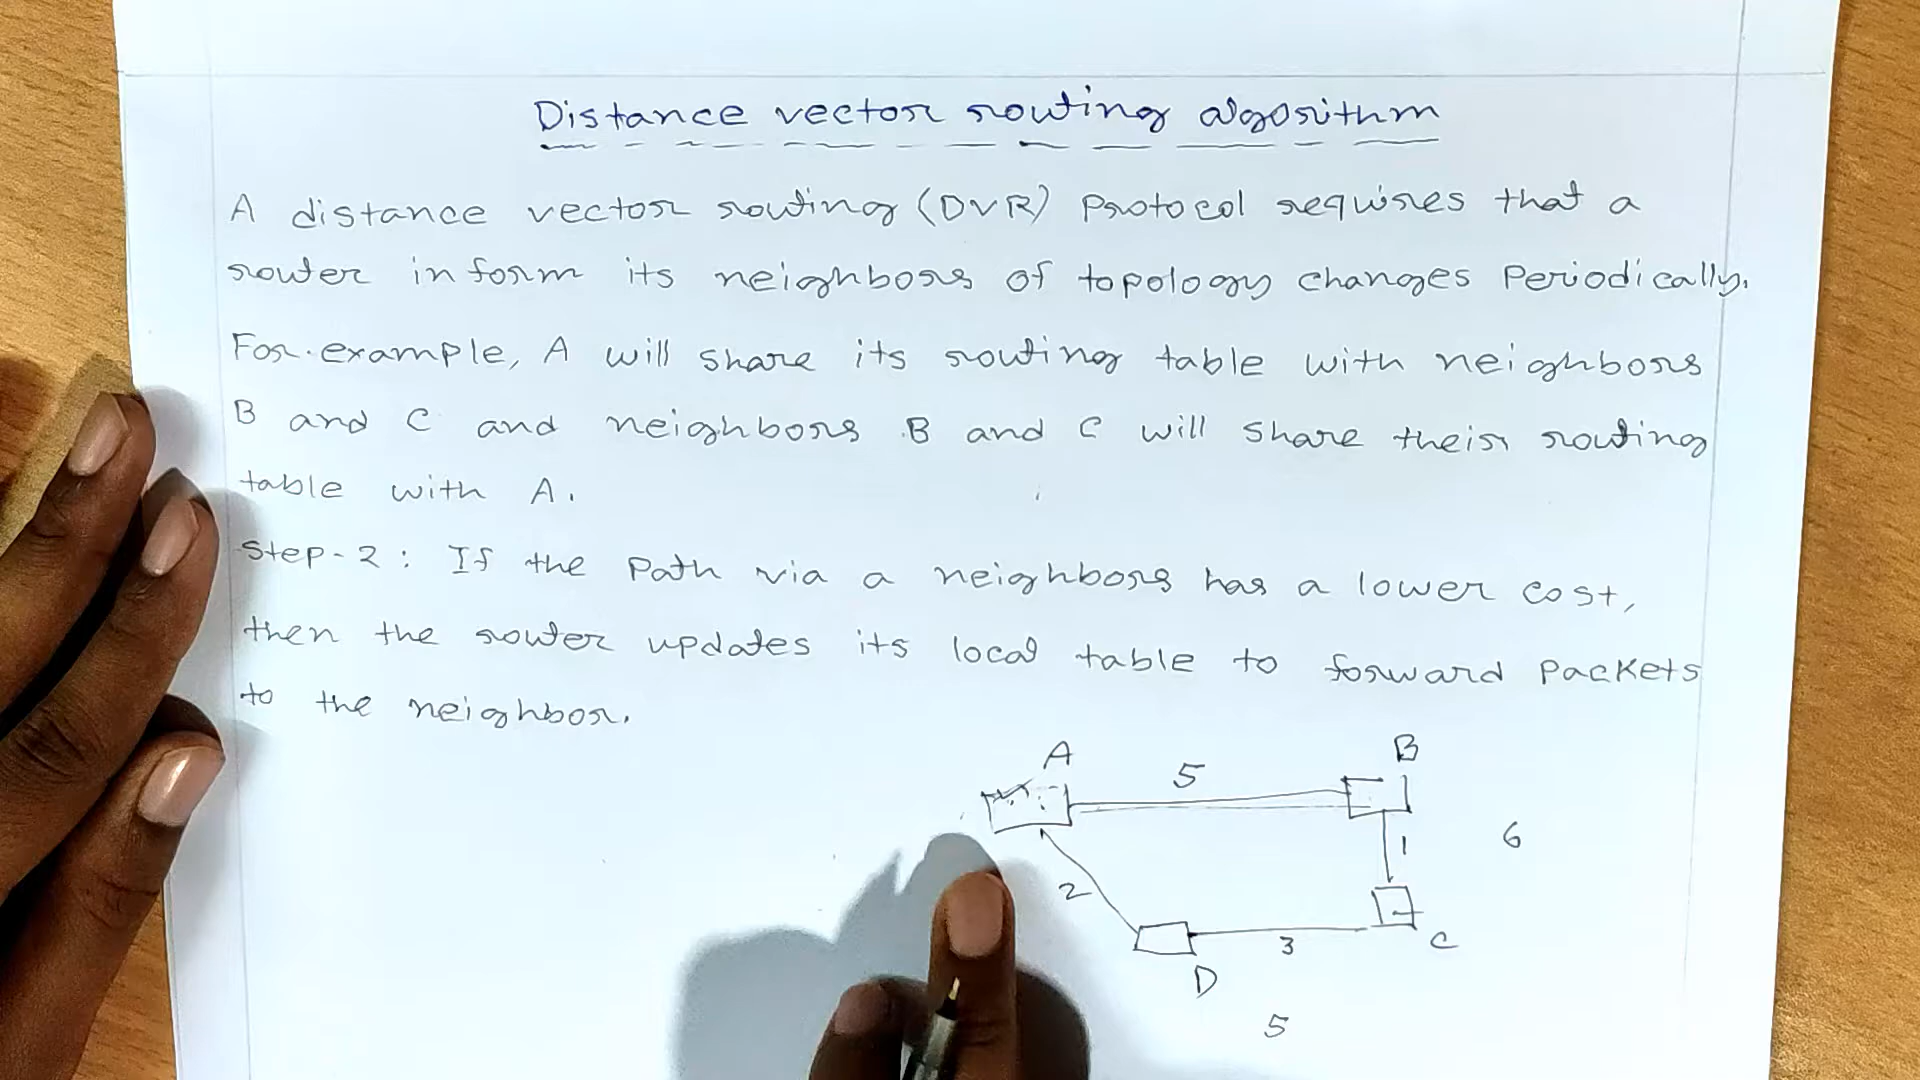 Distance vector routing algorithm
A distance vector routing (DVR) Protocol requires that a
router inform its neighbors of topology changes Periodically.
For example, A will share its routing table with neighbors
B and C and neighbors B and C will share their routing
table with A.
Step-2: If the Path via a neighbors has a lower cost,
then the router updates its local table to forward Packets
to the neighbor.
A
B
5
1
6
2
3
C
D
5